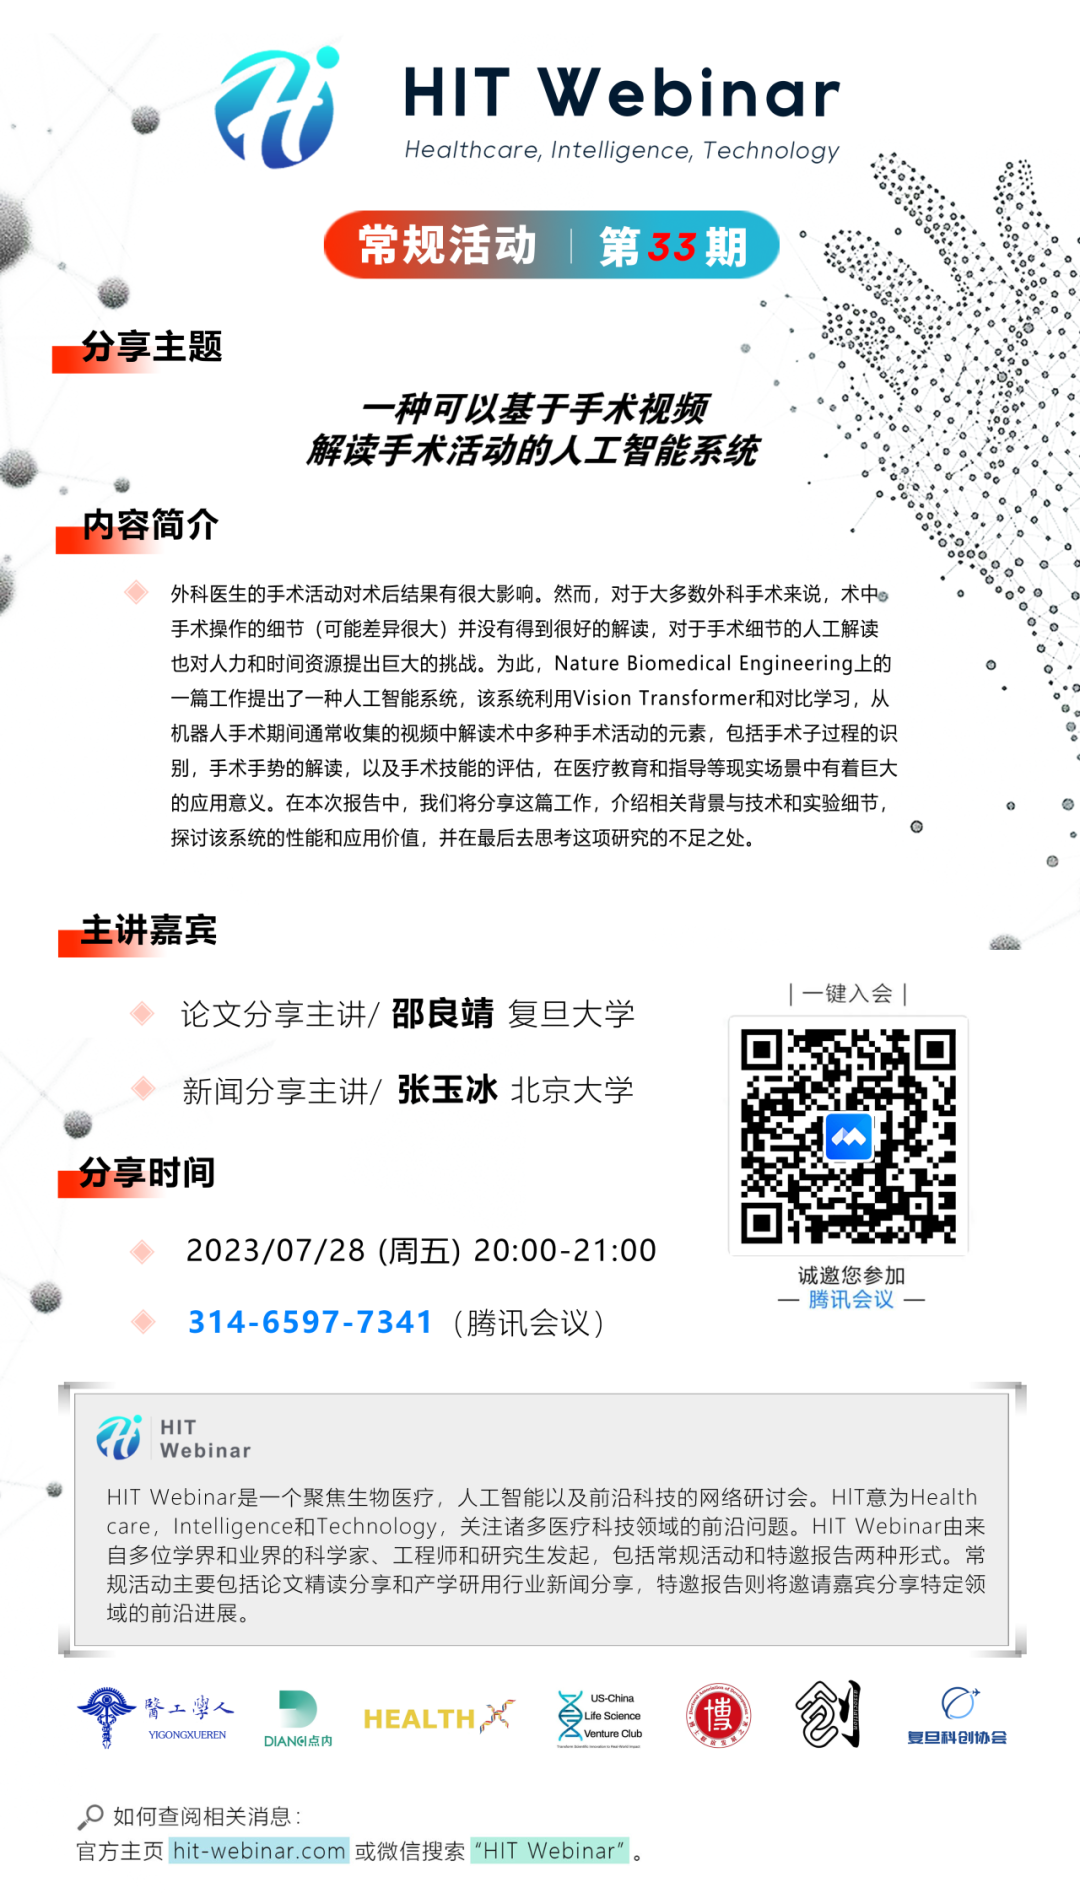 HIT Webinar
Healthcare, Intelligence, Technology
常规活动 | 第33期
分享主题
一种可以基于手术视频
解读手术活动的人工智能系统
内容简介
外科医生的手术活动对术后结果有很大影响。然而，对于大多数外科手术来说，术中
手术操作的细节（可能差异很大）并没有得到很好的解读，对于手术细节的人工解读
也对人力和时间资源提出巨大的挑战。为此，Nature Biomedical Engineering上的
一篇工作提出了一种人工智能系统，该系统利用Vision Transformer和对比学习，从
机器人手术期间通常收集的视频中解读术中多种手术活动的元素，包括手术子过程的识
别，手术手势的解读，以及手术技能的评估，在医疗教育和指导等现实场景中有着巨大
的应用意义。在本次报告中，我们将分享这篇工作，介绍相关背景与技术和实验细节，
探讨该系统的性能和应用价值，并在最后去思考这项研究的不足之处。
主讲嘉宾
论文分享主讲/ 邵良靖 复旦大学
新闻分享主讲/ 张玉冰 北京大学
| 一键入会 |
分享时间
2023/07/28 (周五) 20:00-21:00
314-6597-7341（腾讯会议）
诚邀您参加
— 腾讯会议 —
HIT
Webinar
HIT Webinar是一个聚焦生物医疗，人工智能以及前沿科技的网络研讨会。HIT意为Health
care，Intelligence和Technology，关注诸多医疗科技领域的前沿问题。HIT Webinar由来
自多位学界和业界的科学家、工程师和研究生发起，包括常规活动和特邀报告两种形式。常
规活动主要包括论文精读分享和产学研用行业新闻分享，特邀报告则将邀请嘉宾分享特定领
域的前沿进展。
醫工學人
YIGONGXUEREN
DIANCI点内
HEALTH X
US-China
Life Science
Venture Club
博
创
复旦科创协会
如何查阅相关消息：
官方主页 hit-webinar.com 或微信搜索 “HIT Webinar” 。